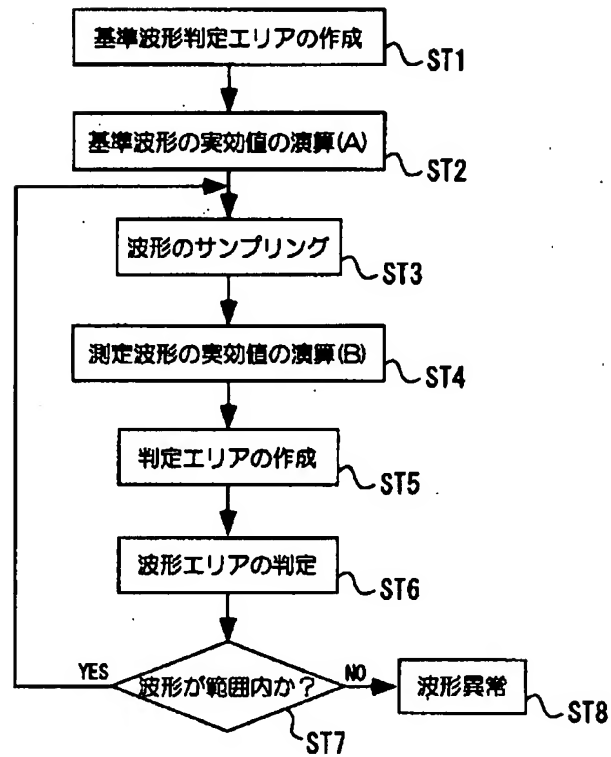 基準波形判定エリアの作成
ST1
基準波形の実効値の演算(A)
ST2
波形のサンプリング
ST3
測定波形の実効値の演算(B)
ST4
判定エリアの作成
ST5
波形エリアの判定
ST6
YES
波形が範囲内か?
NO
ST7
波形異常
ST8